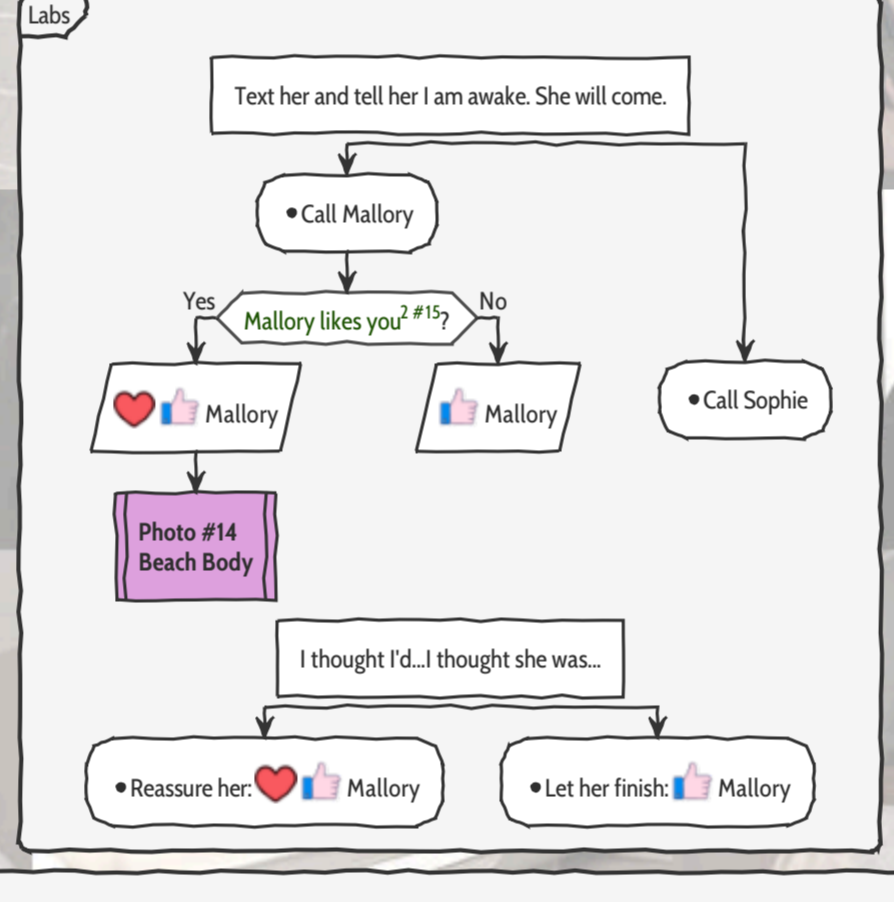 Labs
Text her and tell her I am awake. She will come.
•Call Mallory
Yes
Mallory likes you2 #15?
No
Mallory
Mallory
•Call Sophie
Photo #14
Beach Body
I thought I'd...I thought she was...
•Reassure her: ❤️👍 Mallory
•Let her finish: 👍 Mallory